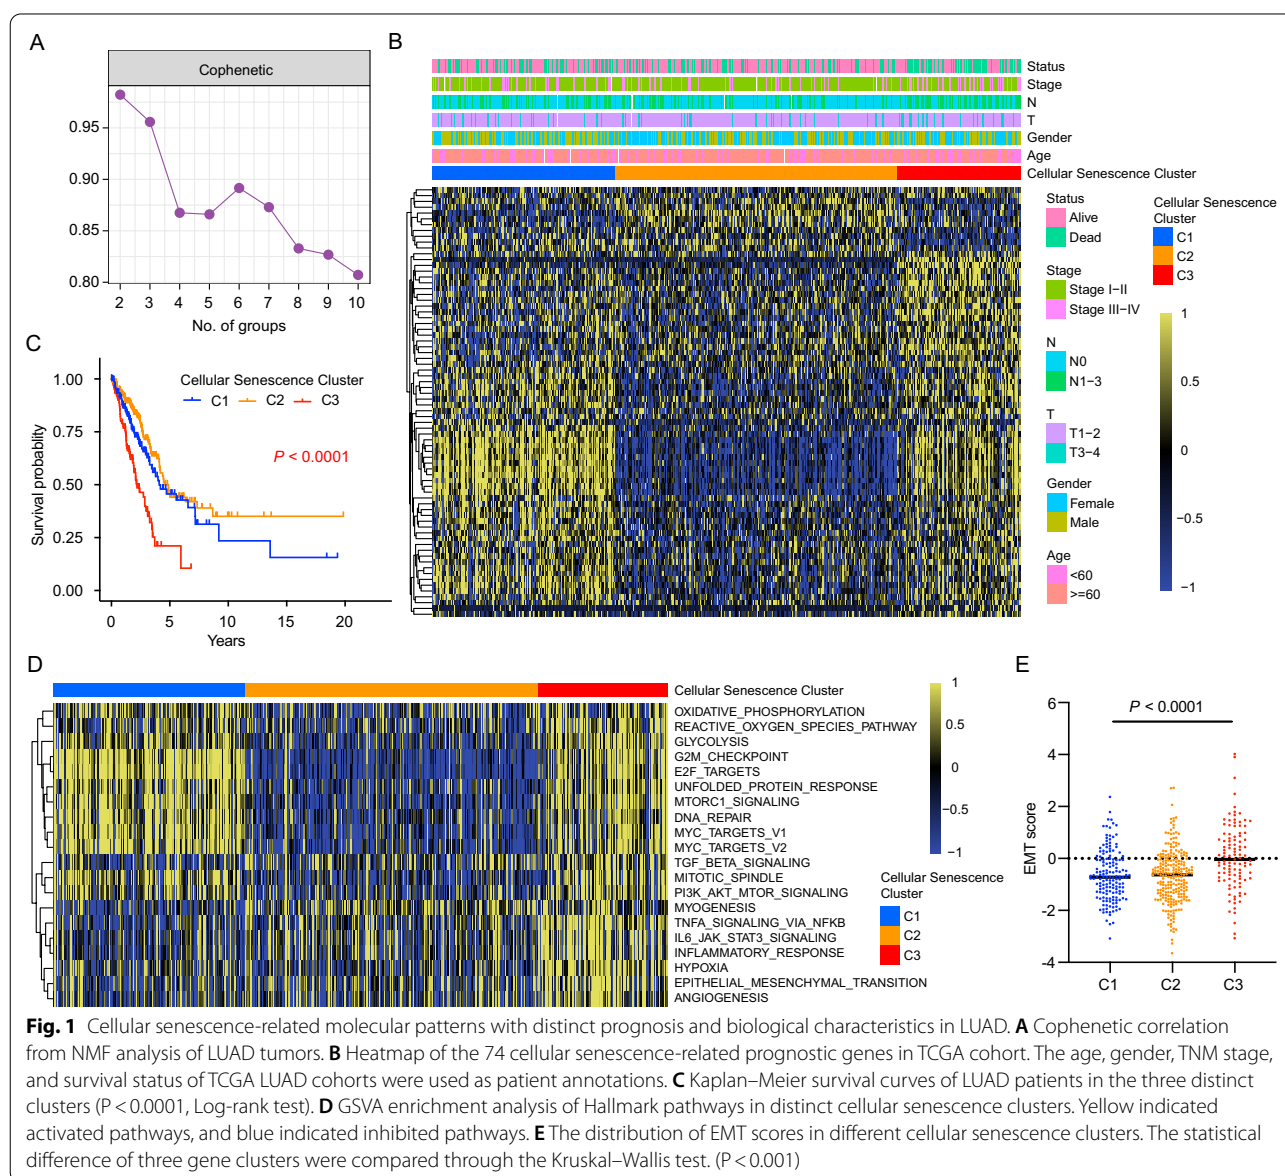 A
Cophenetic
0.95
0.90
0.85
0.80
2 3 4 5 6 7 8 9 10
No. of groups
B
Status
Stage
N
T
Gender
Age
Cellular Senescence Cluster
Status
Alive
Dead
Stage
Stage I−II
Stage III−IV
N
N0
N1−3
T
T1−2
T3−4
Gender
Female
Male
Age
<60
>=60
Cellular Senescence
Cluster
C1
C2
C3
1
0.5
0
−0.5
−1
C
Cellular Senescence Cluster
C1 C2 C3
P < 0.0001
Survival probablity
1.00
0.75
0.50
0.25
0.00
0 5 10 15 20
Years
D
Cellular Senescence Cluster
OXIDATIVE_PHOSPHORYLATION
REACTIVE_OXYGEN_SPECIES_PATHWAY
GLYCOLYSIS
G2M_CHECKPOINT
E2F_TARGETS
UNFOLDED_PROTEIN_RESPONSE
MTORC1_SIGNALING
DNA_REPAIR
MYC_TARGETS_V1
MYC_TARGETS_V2
TGF_BETA_SIGNALING
MITOTIC_SPINDLE
PI3K_AKT_MTOR_SIGNALING
MYOGENESIS
TNFA_SIGNALING_VIA_NFKB
IL6_JAK_STAT3_SIGNALING
INFLAMMATORY_RESPONSE
HYPOXIA
EPITHELIAL_MESENCHYMAL_TRANSITION
ANGIOGENESIS
1
0.5
0
−0.5
−1
Cellular Senescence
Cluster
C1
C2
C3
E
P < 0.0001
EMT score
6
4
2
0
-2
-4
C1 C2 C3
Fig. 1 Cellular senescence-related molecular patterns with distinct prognosis and biological characteristics in LUAD. A Cophenetic correlation
from NMF analysis of LUAD tumors. B Heatmap of the 74 cellular senescence-related prognostic genes in TCGA cohort. The age, gender, TNM stage,
and survival status of TCGA LUAD cohorts were used as patient annotations. C Kaplan–Meier survival curves of LUAD patients in the three distinct
clusters (P < 0.0001, Log-rank test). D GSVA enrichment analysis of Hallmark pathways in distinct cellular senescence clusters. Yellow indicated
activated pathways, and blue indicated inhibited pathways. E The distribution of EMT scores in different cellular senescence clusters. The statistical
difference of three gene clusters were compared through the Kruskal–Wallis test. (P < 0.001)